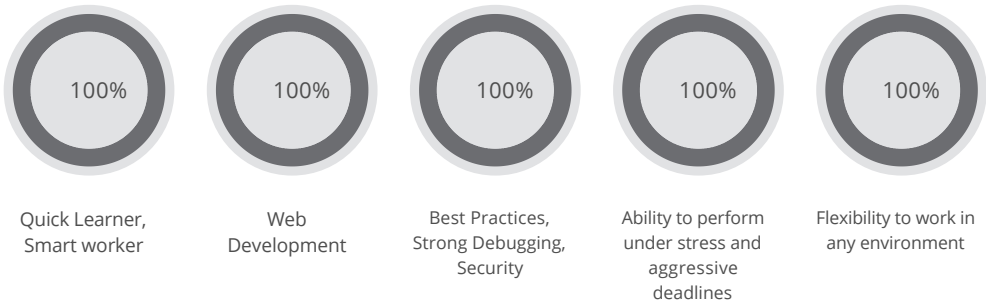 100%
100%
100%
100%
100%
Quick Learner,
Smart worker
Web
Development
Best Practices,
Strong Debugging,
Security
Ability to perform
under stress and
aggressive
deadlines
Flexibility to work in
any environment